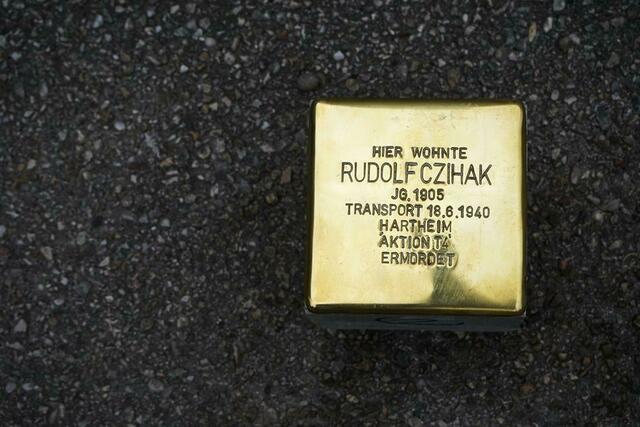 HIER WOHNTE
RUDOLF CZIHAK
JG. 1905
TRANSPORT 18.6.1940
HARTHEIM
'AKTION T4'
ERMORDET